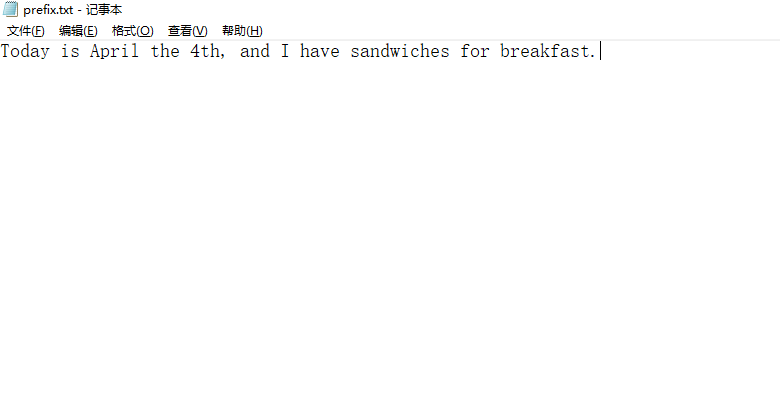 prefix.txt - 记事本
文件(F) 编辑(E) 格式(O) 查看(V) 帮助(H)
Today is April the 4th, and I have sandwiches for breakfast.